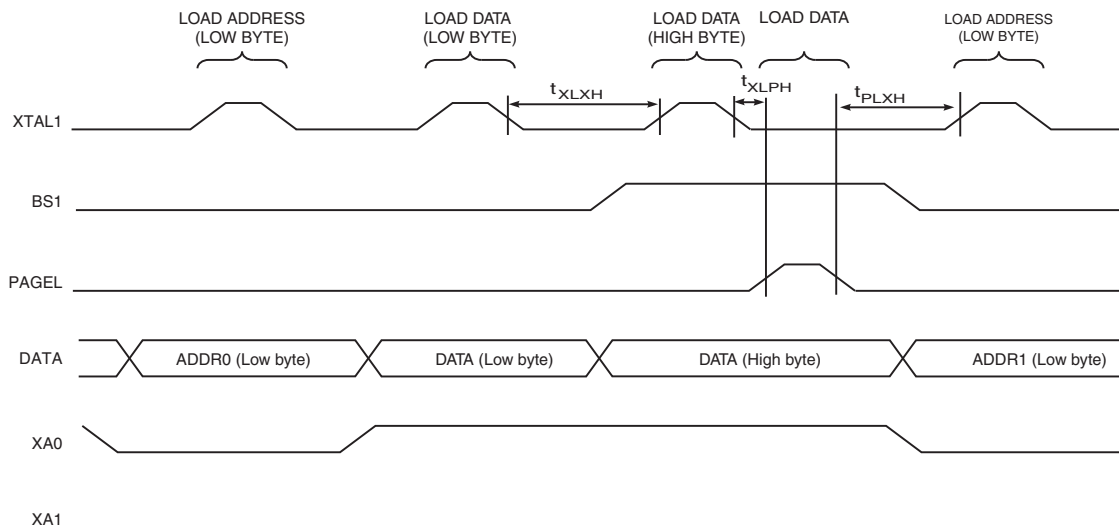 LOAD ADDRESS
(LOW BYTE)
LOAD DATA
(LOW BYTE)
LOAD DATA
(HIGH BYTE)
LOAD DATA
LOAD ADDRESS
(LOW BYTE)
tXLXH
tXLPH
tPLXH
XTAL1
BS1
PAGEL
DATA
ADDR0 (Low byte)
DATA (Low byte)
DATA (High byte)
ADDR1 (Low byte)
XA0
XA1